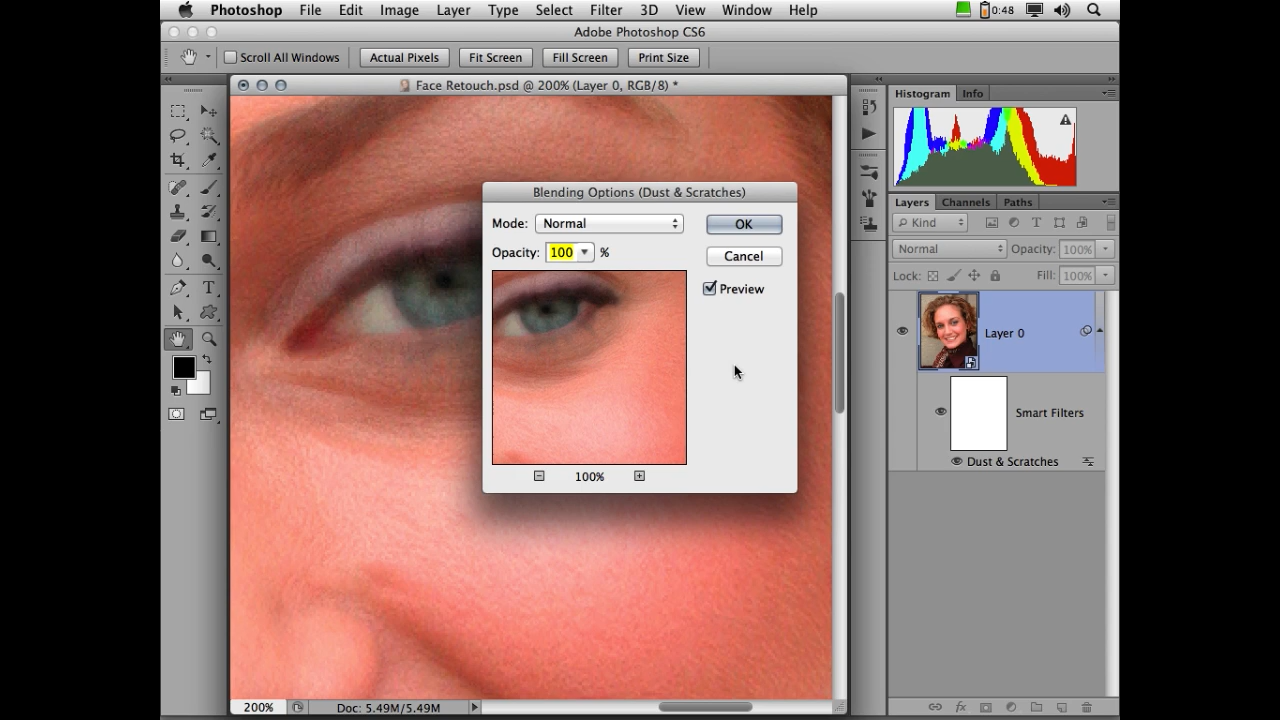 Photoshop File Edit Image Layer Type Select Filter 3D View Window Help 0:48
Adobe Photoshop CS6
Scroll All Windows Actual Pixels Fit Screen Fill Screen Print Size
Face Retouch.psd @ 200% (Layer 0, RGB/8) *
Histogram Info
Blending Options (Dust & Scratches)
Mode: Normal OK
Opacity: 100 % Cancel
Preview
100%
Layers Channels Paths
Kind T
Normal Opacity: 100%
Lock: Fill: 100%
Layer 0
Smart Filters
Dust & Scratches
T
200% Doc: 5.49M/5.49M
fx